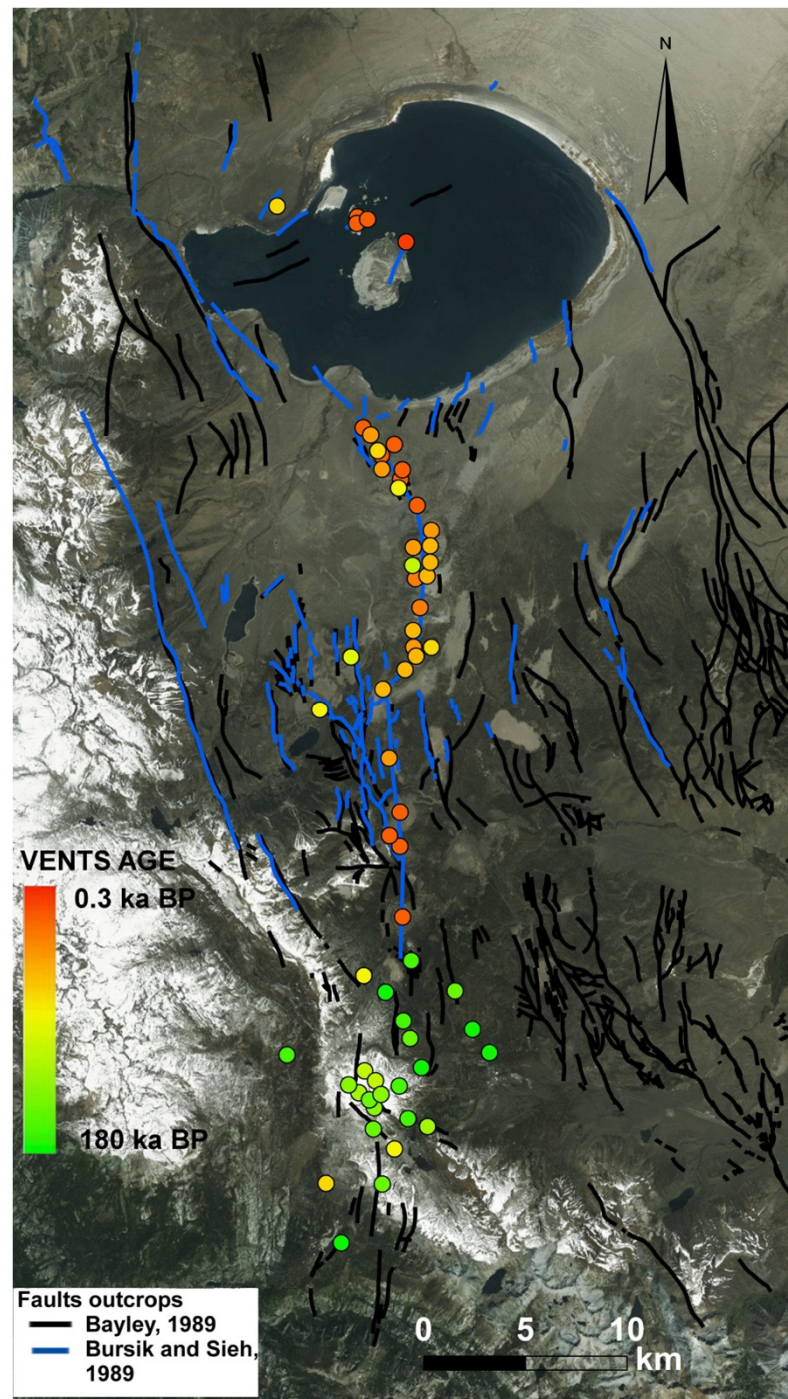 N
VENTS AGE
0.3 ka BP
180 ka BP
Faults outcrops
Bayley, 1989
Bursik and Sieh,
1989
0 5 10
km